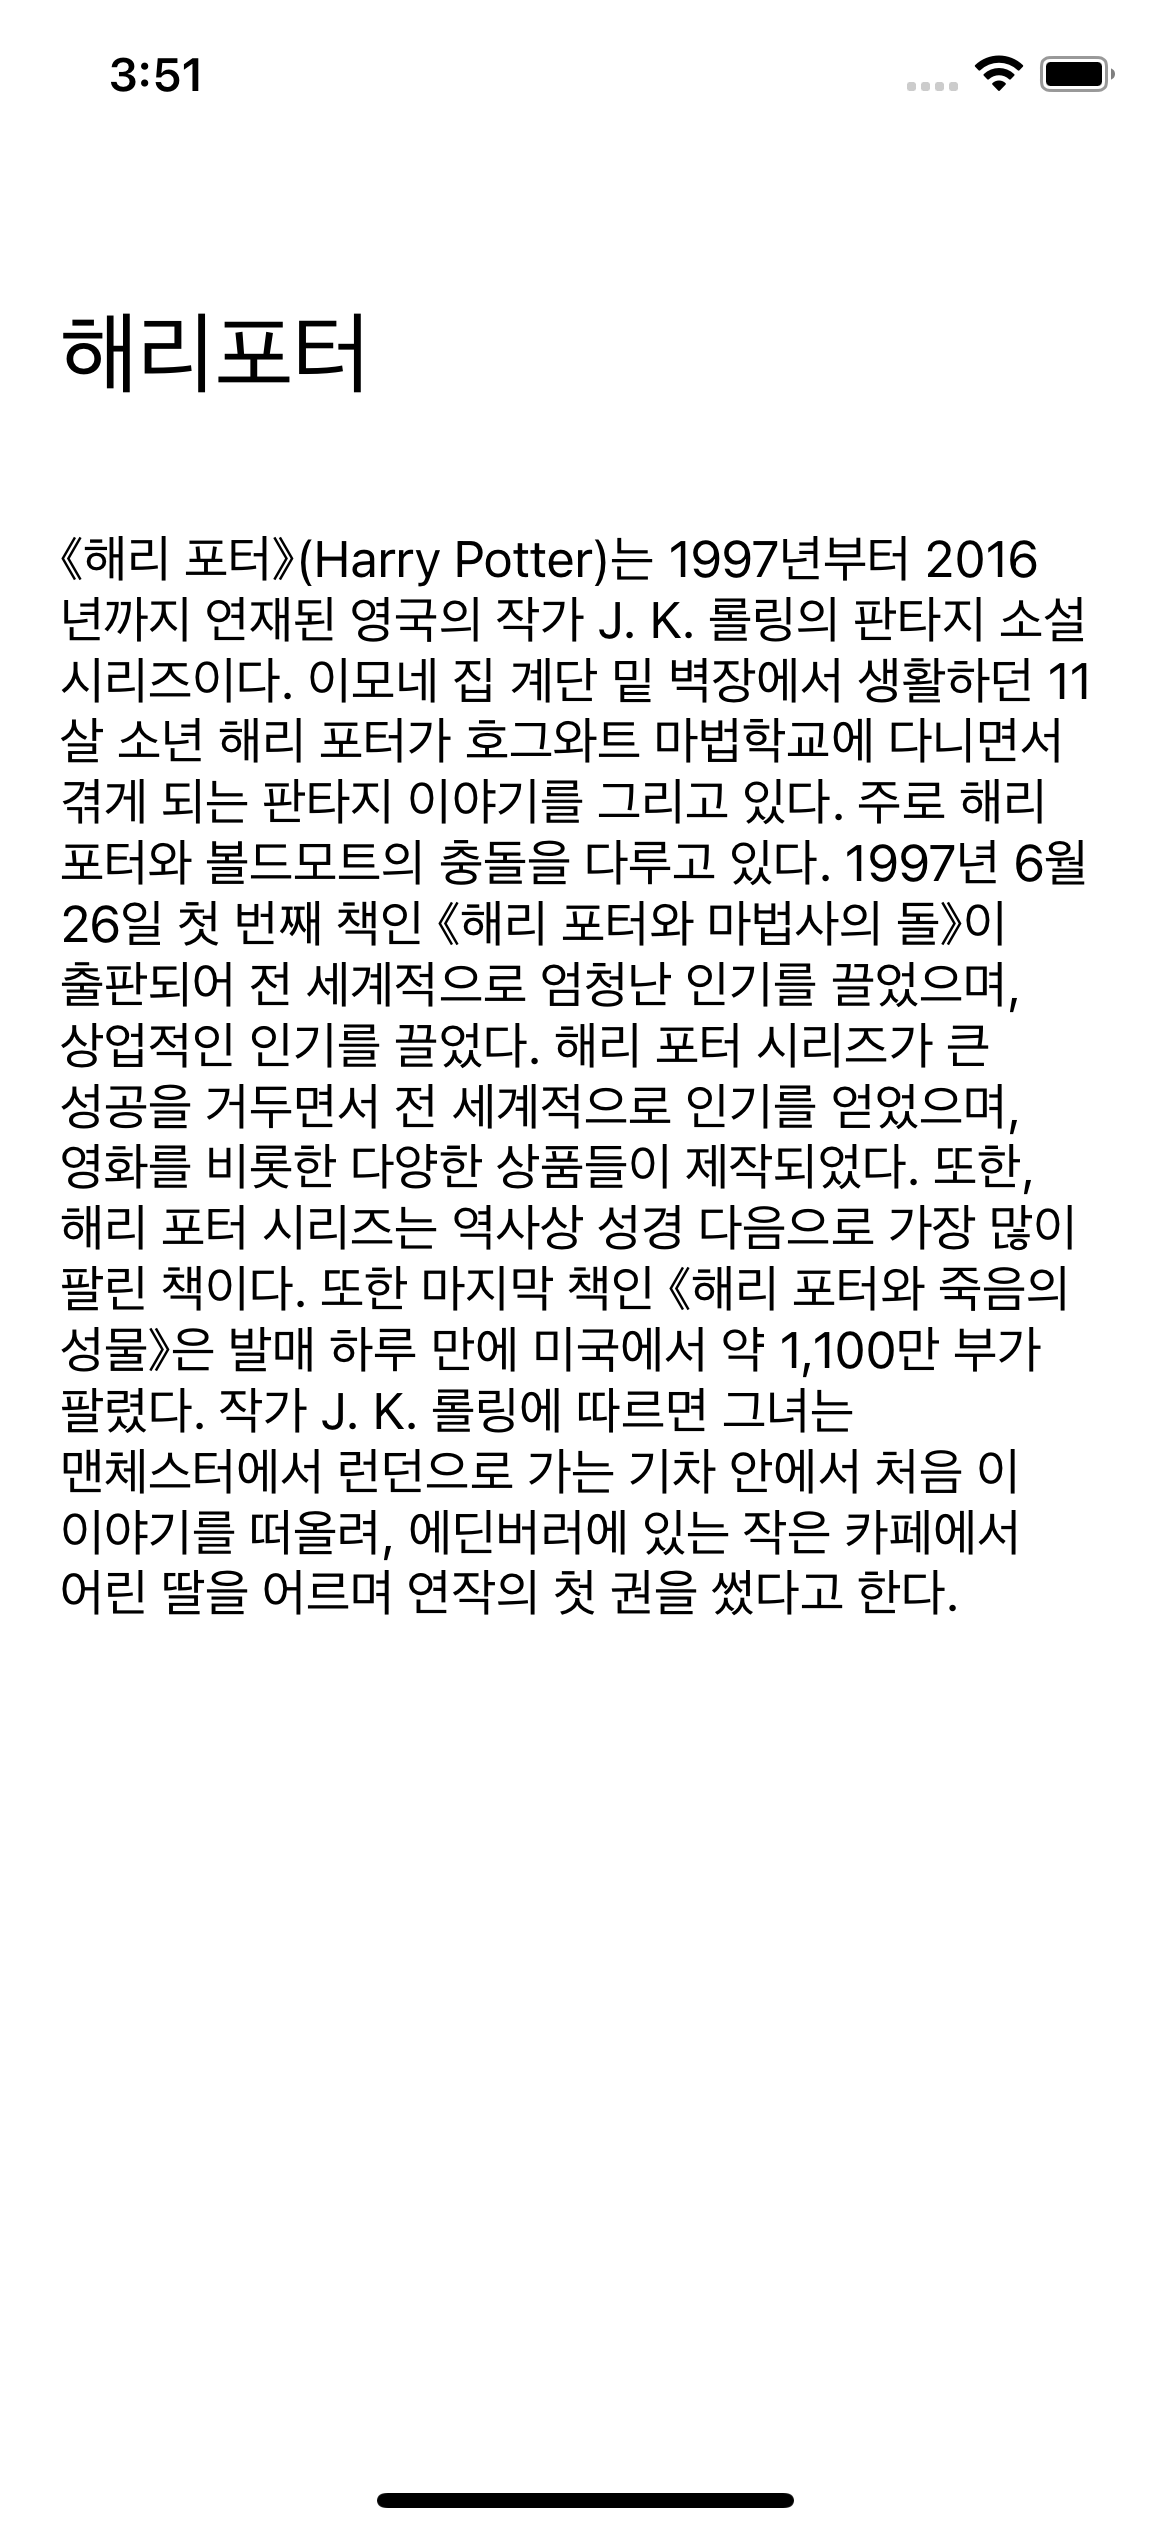 3:51
해리포터
《해리 포터》(Harry Potter)는 1997년부터 2016
년까지 연재된 영국의 작가 J. K. 롤링의 판타지 소설
시리즈이다. 이모네 집 계단 밑 벽장에서 생활하던 11
살 소년 해리 포터가 호그와트 마법학교에 다니면서
겪게 되는 판타지 이야기를 그리고 있다. 주로 해리
포터와 볼드모트의 충돌을 다루고 있다. 1997년 6월
26일 첫 번째 책인 《해리 포터와 마법사의 돌》이
출판되어 전 세계적으로 엄청난 인기를 끌었으며,
상업적인 인기를 끌었다. 해리 포터 시리즈가 큰
성공을 거두면서 전 세계적으로 인기를 얻었으며,
영화를 비롯한 다양한 상품들이 제작되었다. 또한,
해리 포터 시리즈는 역사상 성경 다음으로 가장 많이
팔린 책이다. 또한 마지막 책인 《해리 포터와 죽음의
성물》은 발매 하루 만에 미국에서 약 1,100만 부가
팔렸다. 작가 J. K. 롤링에 따르면 그녀는
맨체스터에서 런던으로 가는 기차 안에서 처음 이
이야기를 떠올려, 에딘버러에 있는 작은 카페에서
어린 딸을 어르며 연작의 첫 권을 썼다고 한다.